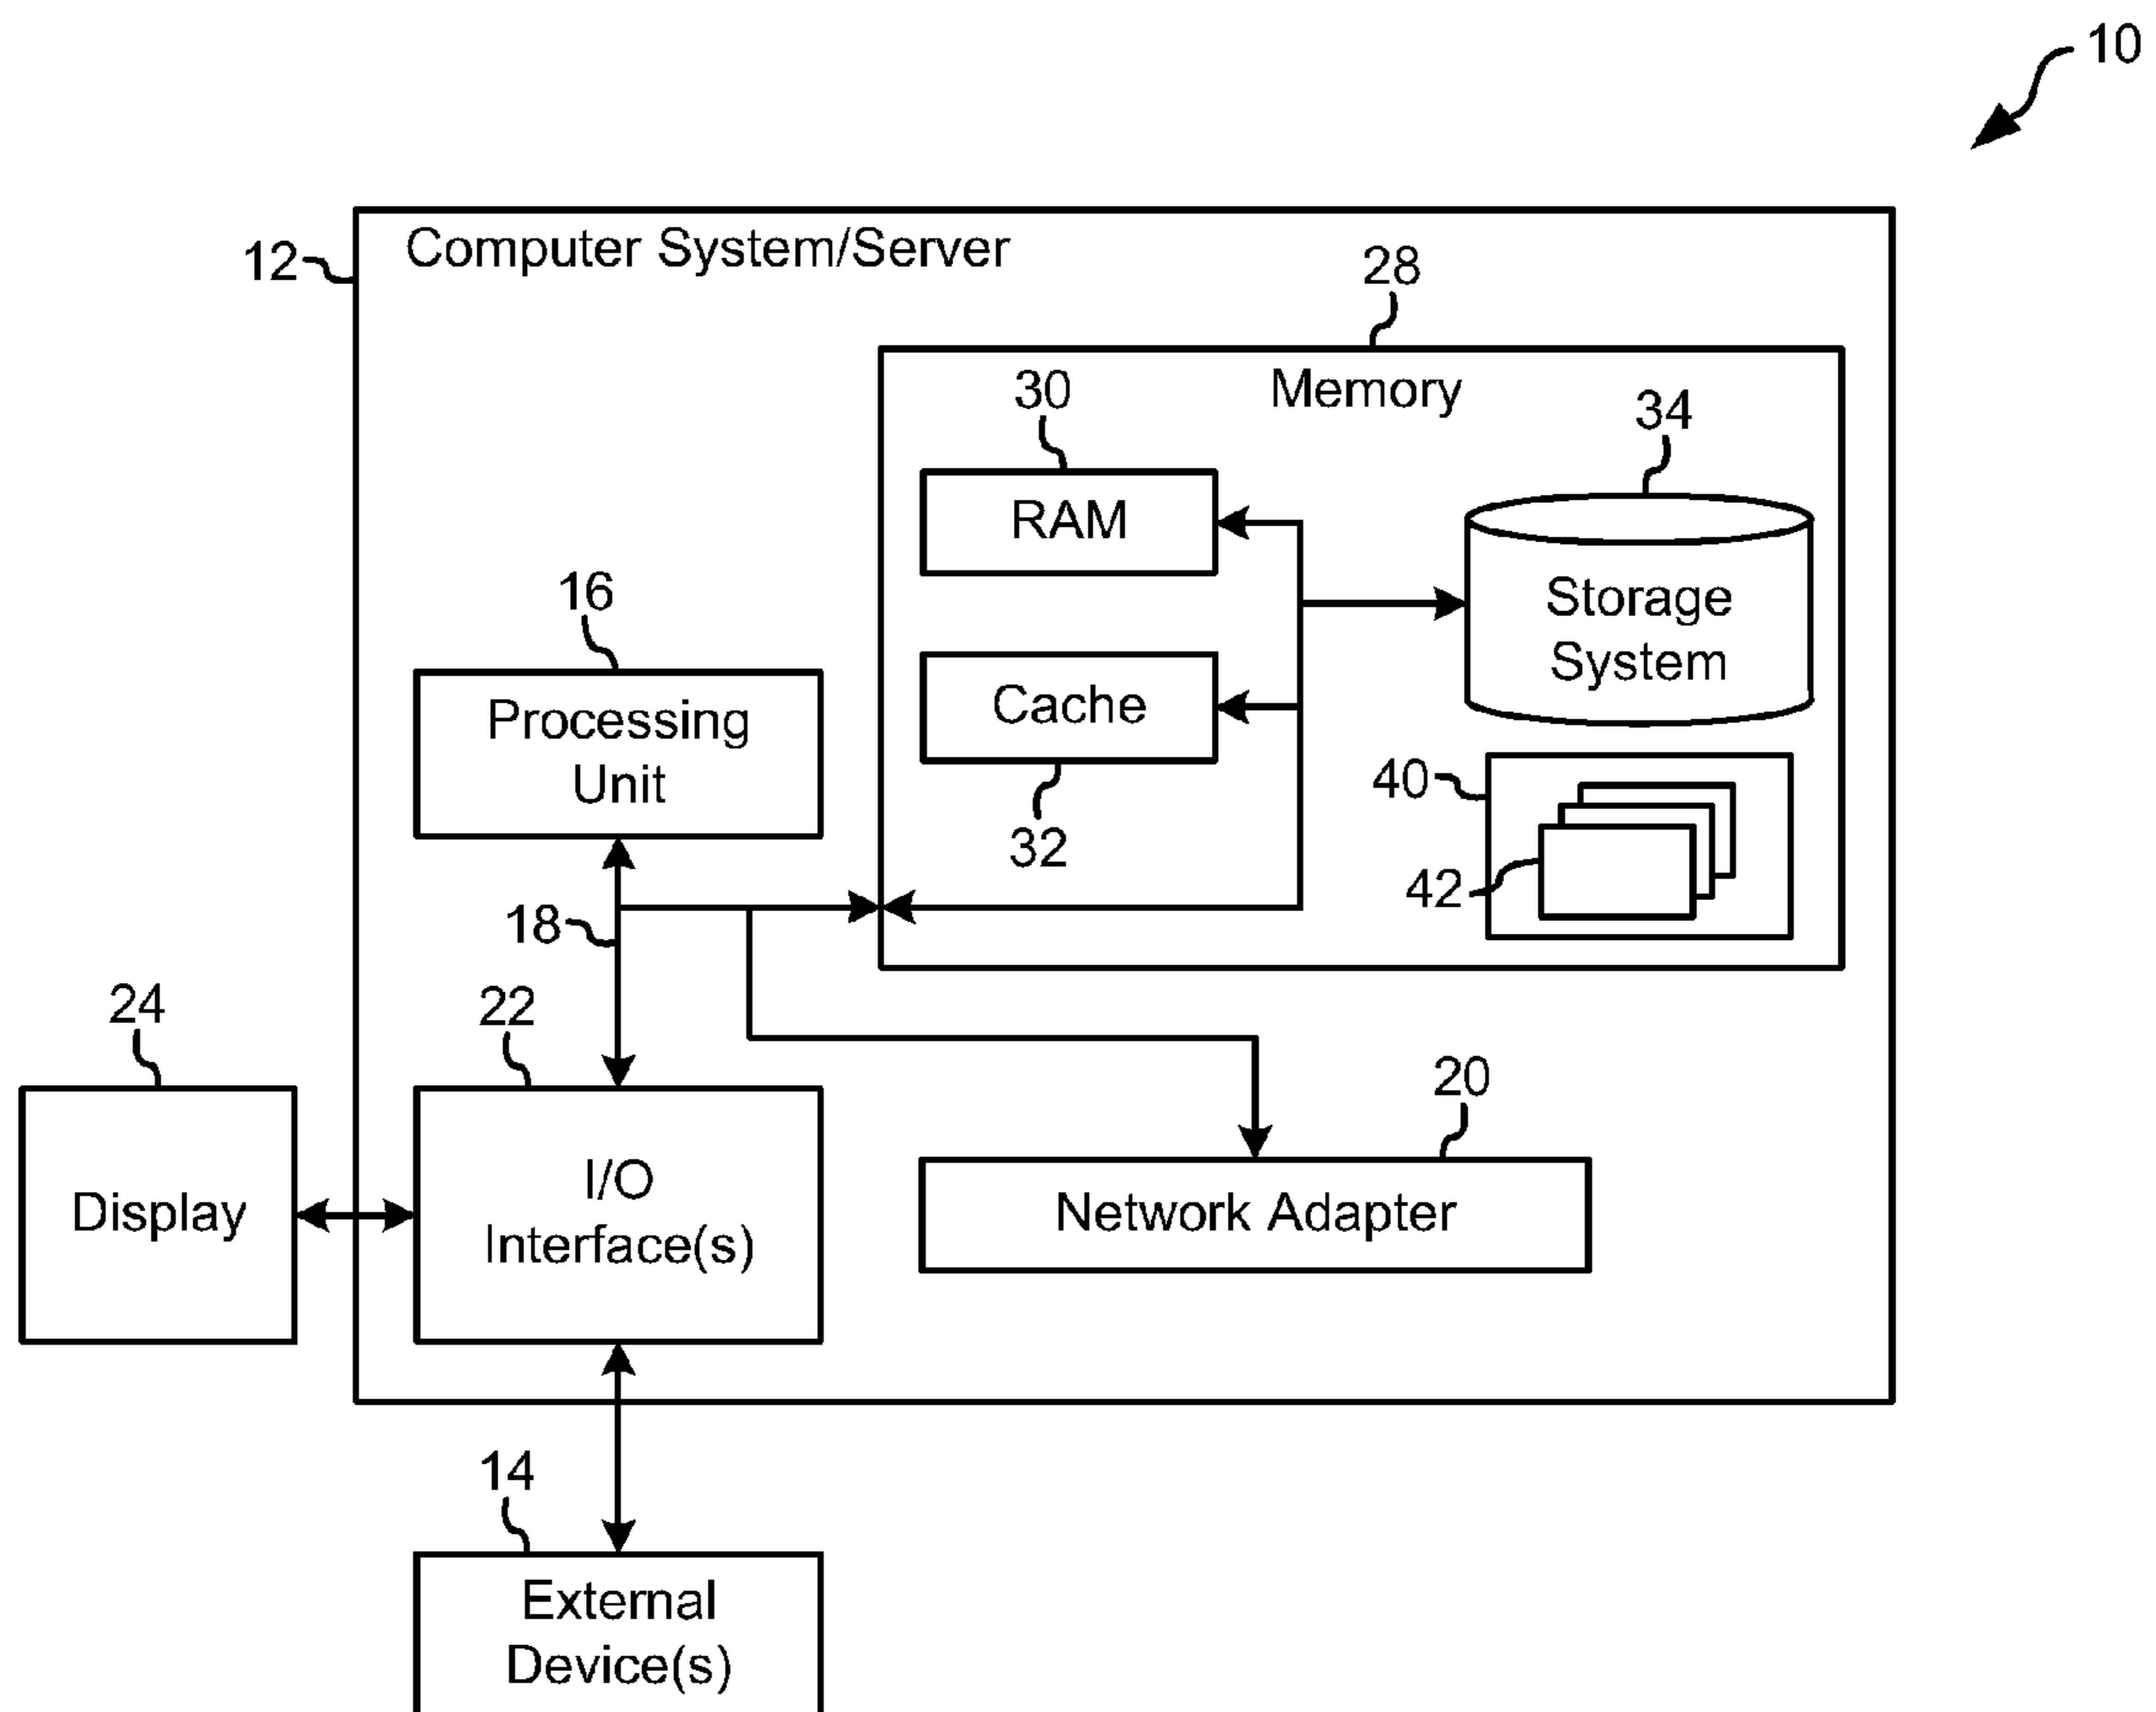 10
12
Computer System/Server
28
Memory
30
34
RAM
Storage
System
16
Processing
Unit
Cache
32
40
42
18
24
22
20
Display
I/O
Interface(s)
Network Adapter
14
External
Device(s)